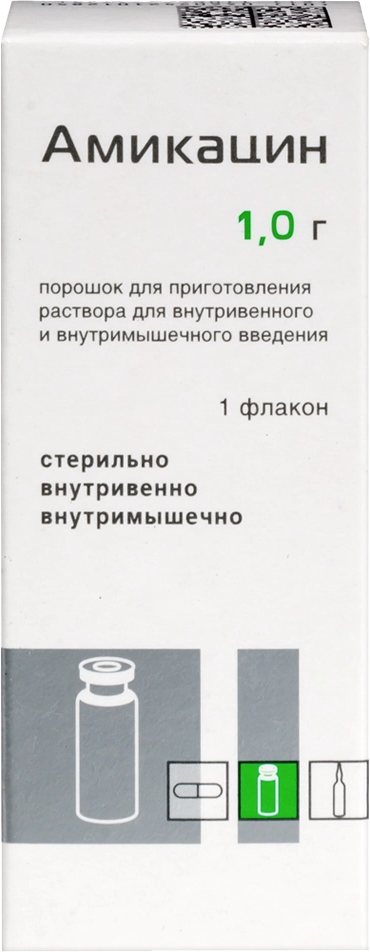 Амикацин
1,0 г
порошок для приготовления
раствора для внутривенного
и внутримышечного введения
1 флакон
стерильно
внутривенно
внутримышечно